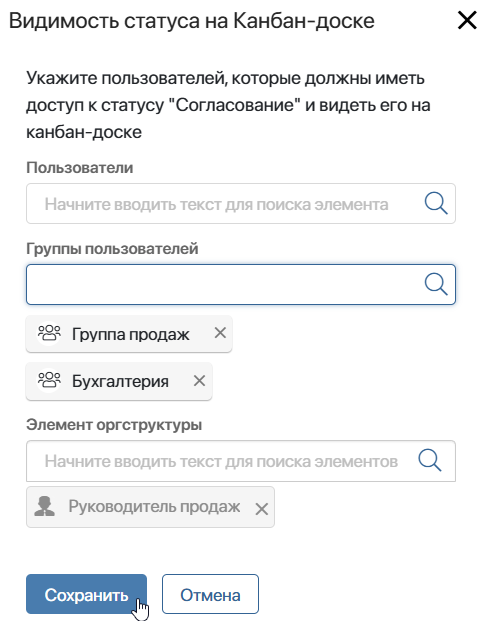 Видимость статуса на Канбан-доске
Укажите пользователей, которые должны иметь
доступ к статусу "Согласование" и видеть его на
канбан-доске
Пользователи
Начните вводить текст для поиска элемента
Группы пользователей
Группа продаж
Бухгалтерия
Элемент оргструктуры
Начните вводить текст для поиска элементов
Руководитель продаж
Сохранить
Отмена